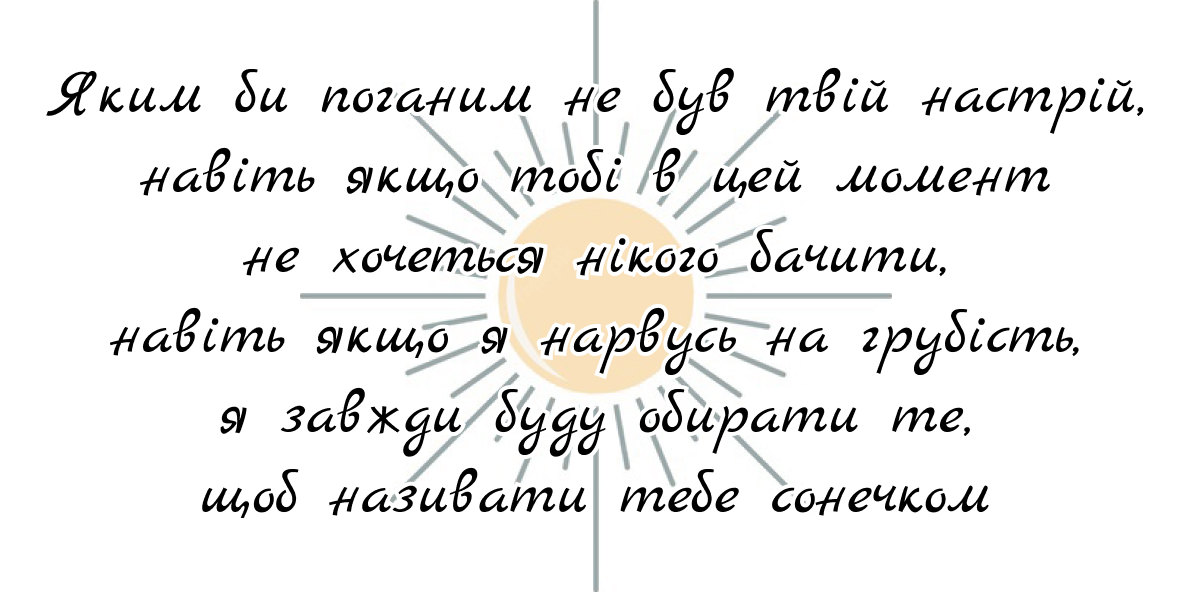 Яким би поганим не був твій настрій,
навіть якщо тобі в цей момент
не хочеться нікого бачити,
навіть якщо я нарвусь на грубість,
я завжди буду обирати те,
щоб називати тебе сонечком